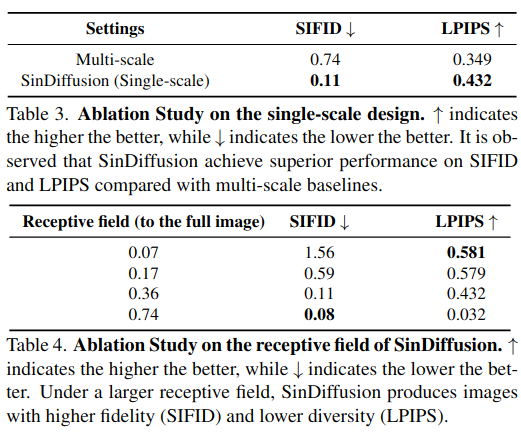 Settings SIFID ↓ LPIPS ↑
Multi-scale 0.74 0.349
SinDiffusion (Single-scale) 0.11 0.432
Table 3. Ablation Study on the single-scale design. ↑ indicates
the higher the better, while ↓ indicates the lower the better. It is ob-
served that SinDiffusion achieve superior performance on SIFID
and LPIPS compared with multi-scale baselines.
Receptive field (to the full image) SIFID ↓ LPIPS ↑
0.07 1.56 0.581
0.17 0.59 0.579
0.36 0.11 0.432
0.74 0.08 0.032
Table 4. Ablation Study on the receptive field of SinDiffusion. ↑
indicates the higher the better, while ↓ indicates the lower the bet-
ter. Under a larger receptive field, SinDiffusion produces images
with higher fidelity (SIFID) and lower diversity (LPIPS).